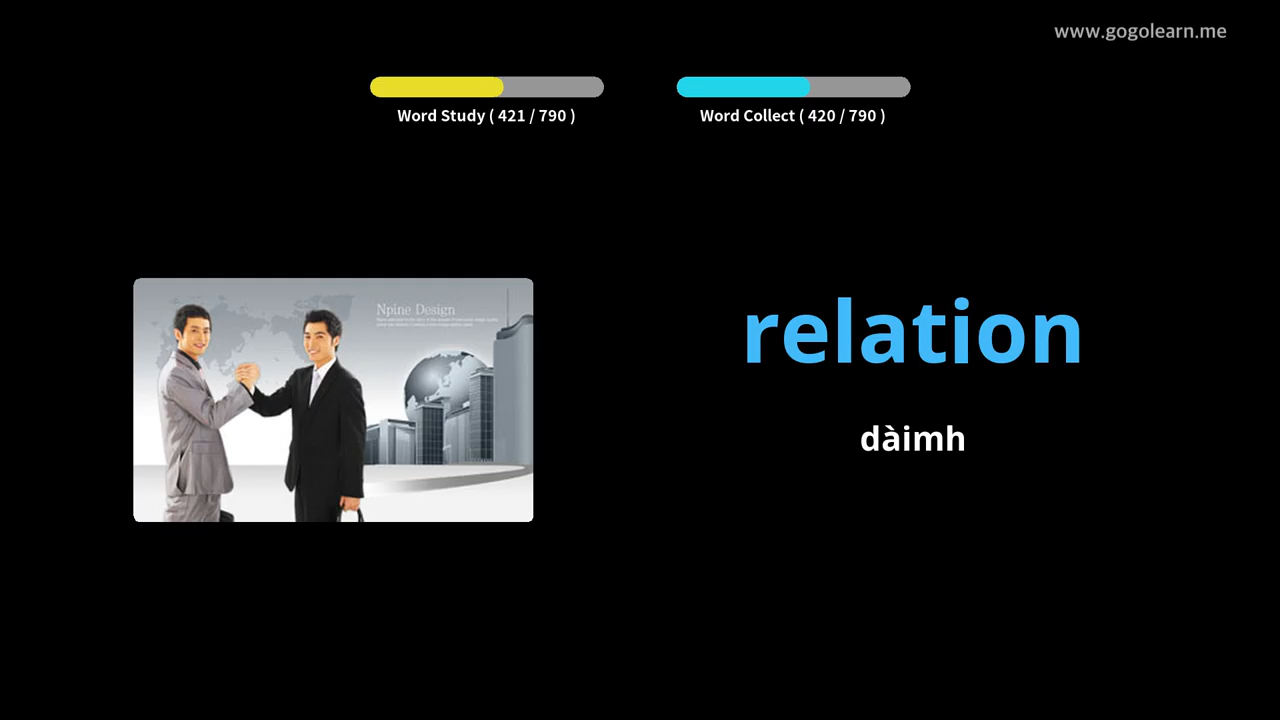 www.gogolearn.me
Word Study ( 421 / 790 )
Word Collect ( 420 / 790 )
Npine Design
relation
dàimh